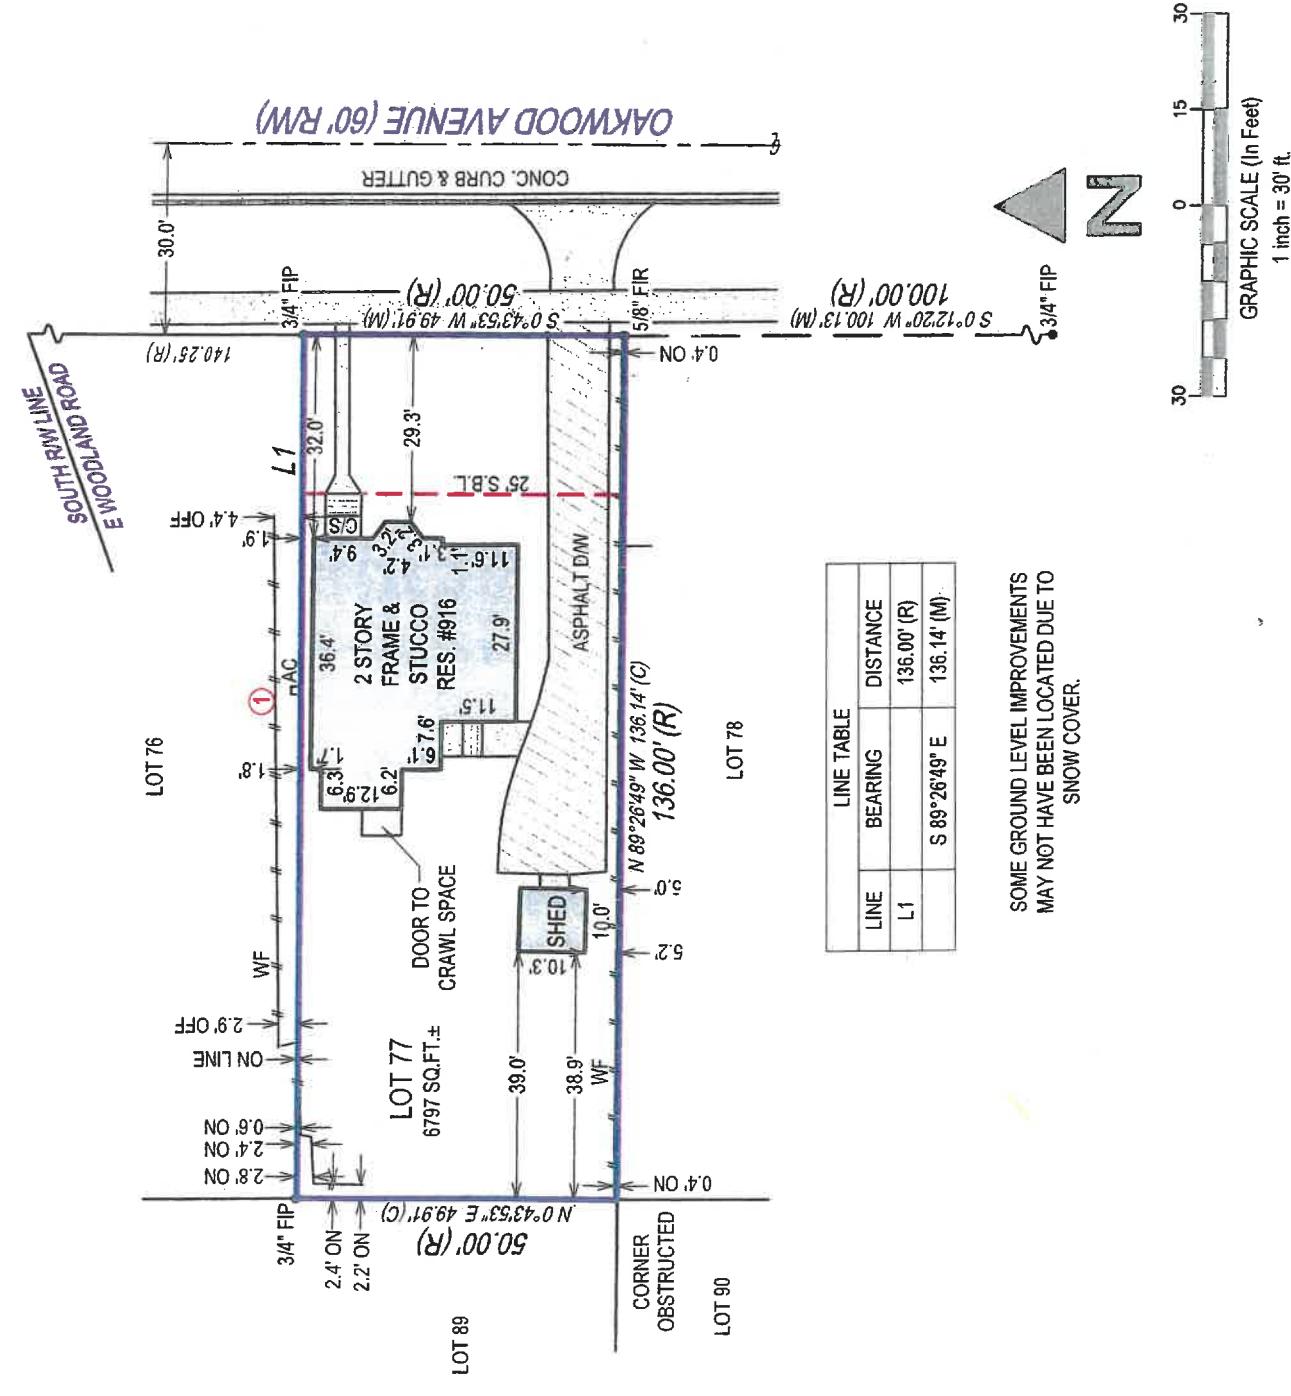 OAKWOOD AVENUE (60' R/W)
CONC. CURB & GUTTER
30.0'
SOUTH R/W LINE
E WOODLAND ROAD
140.25' (R)
3/4" FIP
50.00' (R)
S 0°43'53" W 49.91' (M)
5/8" FIR
0.4' ON
100.00' (R)
S 0°12'20" W 100.13' (M)
3/4" FIP
N
30
15
0
30
GRAPHIC SCALE (In Feet)
1 inch = 30' ft.
L1
32.0'
29.3'
25' S.B.L.
4.4' OFF
1.9'
C/S
9.4'
3.2'
4.2'
3.2'
3.1'
1.1'
11.6'
36.4'
2 STORY
FRAME &
STUCCO
RES. #916
27.9'
ASPHALT D/W
1
AC
LOT 76
1.8'
1.7'
6.3'
12.9'
6.2'
6.1'
7.6'
11.5'
DOOR TO
CRAWL SPACE
WF
2.9' OFF
ON LINE
0.6' ON
2.4' ON
2.8' ON
LOT 77
6797 SQ.FT.±
SHED
10.0'
10.3'
39.0'
38.9'
WF
5.0'
5.2'
0.4' ON
N 89°26'49" W 136.14' (C)
136.00' (R)
LOT 78
3/4" FIP
2.4' ON
2.2' ON
N 0°43'53" E 49.91' (C)
50.00' (R)
CORNER
OBSTRUCTED
LOT 89
LOT 90
LINE TABLE
LINE BEARING DISTANCE
L1 136.00' (R)
S 89°26'49" E 136.14' (M)
SOME GROUND LEVEL IMPROVEMENTS
MAY NOT HAVE BEEN LOCATED DUE TO
SNOW COVER.